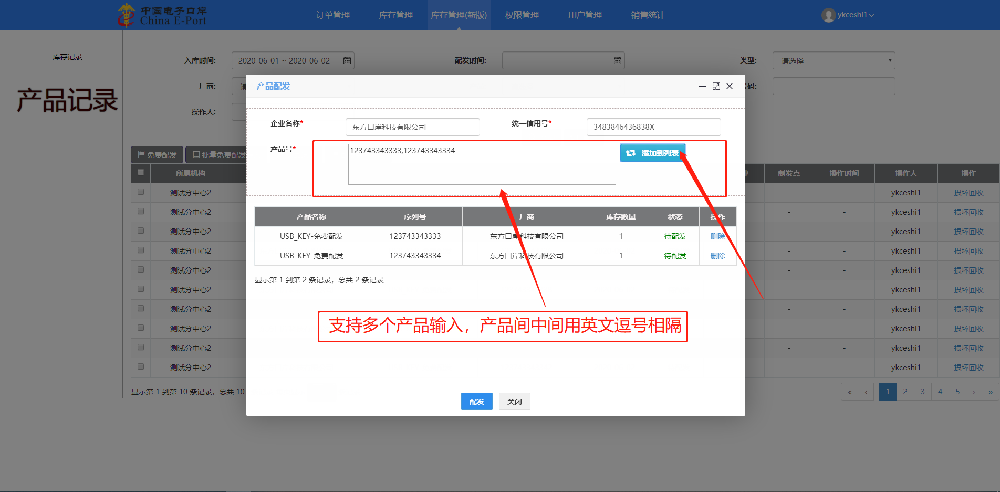 中国电子口岸
China E-Port
订单管理 库存管理 库存管理(新版) 权限管理 用户管理 销售统计
ykceshi1
库存记录
产品记录
入库时间: 2020-06-01 ~ 2020-06-02 配发时间: 类型: 请选择
厂商: 请 号码:
操作人:
免费配发 批量免费配发
产品配发
企业名称* 东方口岸科技有限公司 统一信用号* 3483846436838X
产品号* 123743343333,123743343334 添加到列表
产品名称 序列号 厂商 库存数量 状态 操作
USB_KEY-免费配发 123743343333 东方口岸科技有限公司 1 待配发 删除
USB_KEY-免费配发 123743343334 东方口岸科技有限公司 1 待配发 删除
显示第 1 到第 2 条记录，总共 2 条记录
支持多个产品输入，产品间中间用英文逗号相隔
配发 关闭
所属机构 业 制发点 操作时间 操作人 操作
测试分中心2 - - ykceshi1 损坏回收
测试分中心2 - - ykceshi1 损坏回收
测试分中心2 - - ykceshi1 损坏回收
测试分中心2 - - ykceshi1 损坏回收
测试分中心2 - - ykceshi1 损坏回收
测试分中心2 - - ykceshi1 损坏回收
测试分中心2 - - ykceshi1 损坏回收
测试分中心2 - - ykceshi1 损坏回收
测试分中心2 - - ykceshi1 损坏回收
测试分中心2 - - ykceshi1 损坏回收
显示第 1 到第 10 条记录，总共 101
« ‹ 1 2 3 4 5 › »